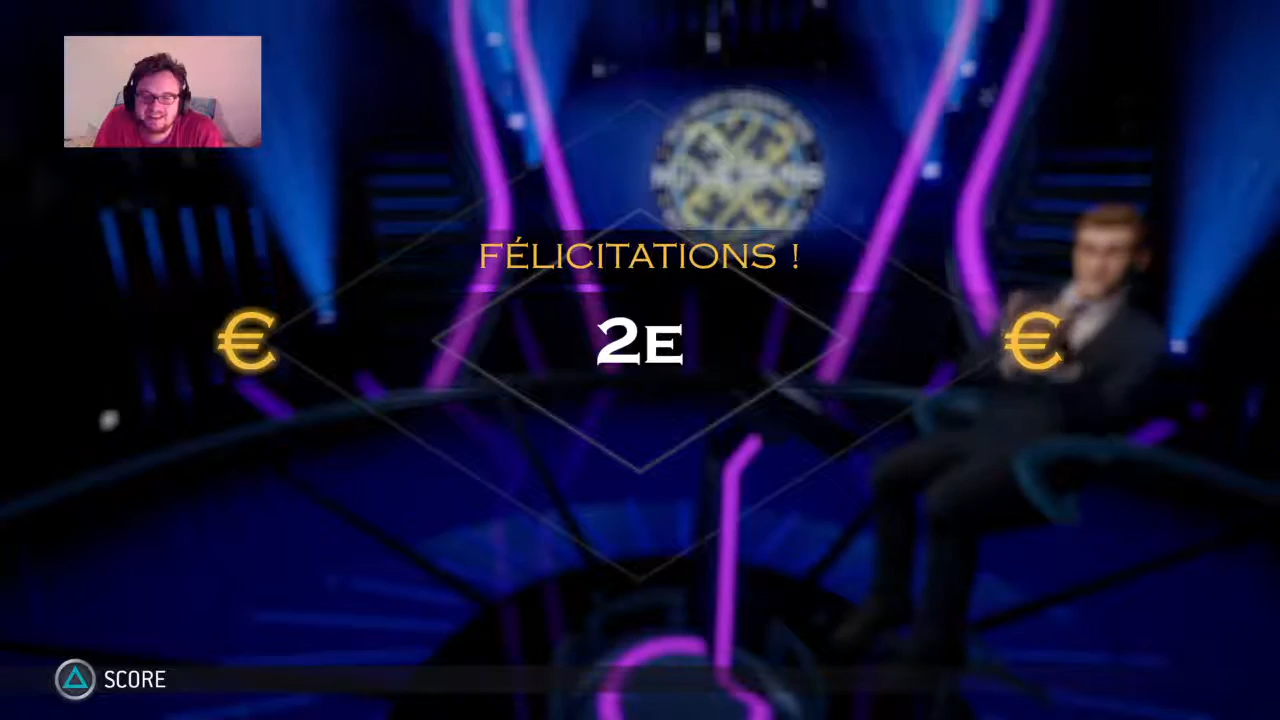 FÉLICITATIONS !
€ 2E €
SCORE